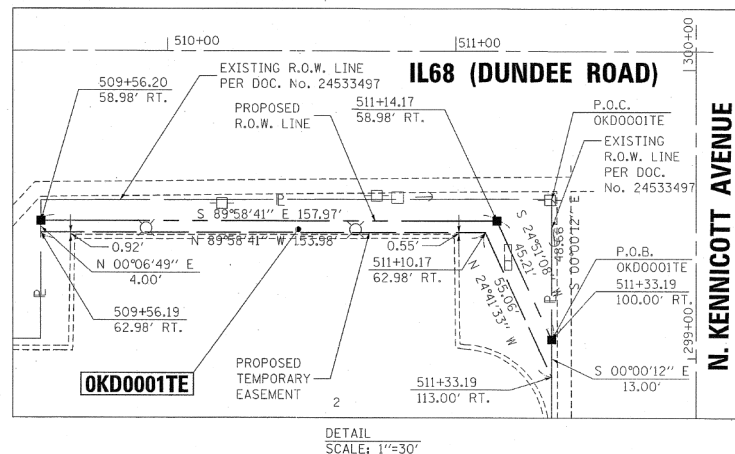 510+00
511+00
300+00
EXISTING R.O.W. LINE
PER DOC. No. 24533497
IL68 (DUNDEE ROAD)
509+56.20
58.98' RT.
PROPOSED
R.O.W. LINE
511+14.17
58.98' RT.
P.O.C.
0KD0001TE
EXISTING
R.O.W. LINE
PER DOC.
No. 24533497
N. KENNICOTT AVENUE
S 89°58'41" E 157.97'
N 89°58'41" W 153.98'
0.92'
0.55'
N 00°06'49" E
4.00'
511+10.17
62.98' RT.
S 24°51'08" W
45.21'
48.56'
S 00°00'12" E
P.O.B.
0KD0001TE
511+33.19
100.00' RT.
55.06'
N 24°41'33" W
509+56.19
62.98' RT.
299+00
0KD0001TE
PROPOSED
TEMPORARY
EASEMENT
2
511+33.19
113.00' RT.
S 00°00'12" E
13.00'
DETAIL
SCALE: 1"=30'